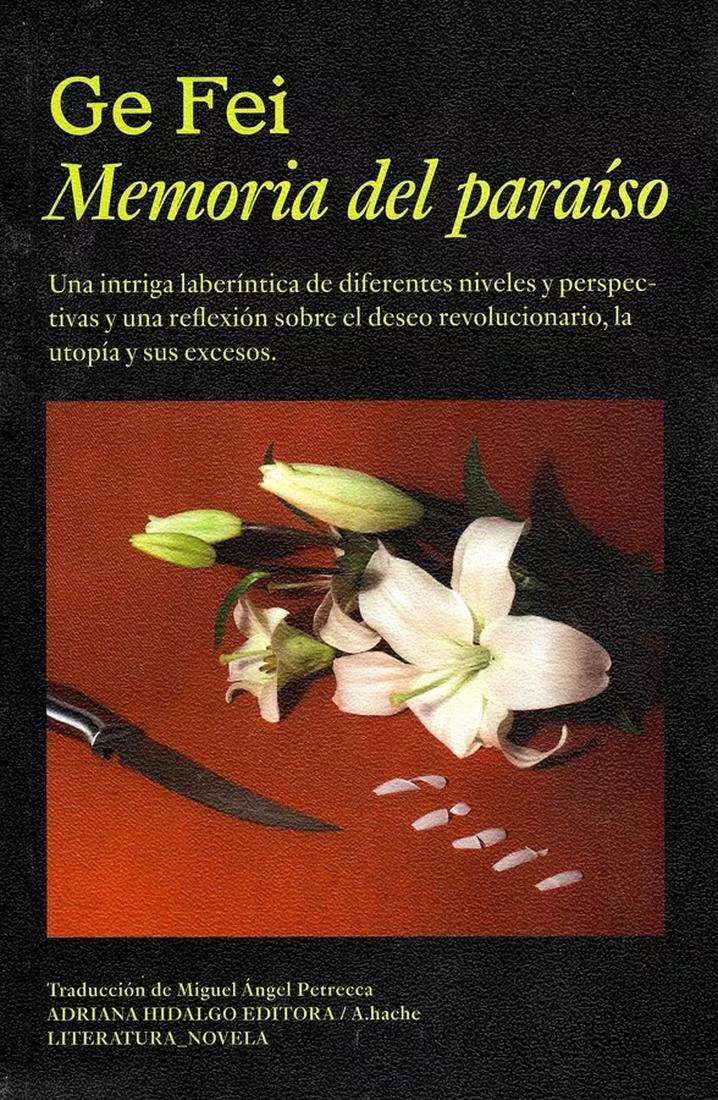 Ge Fei
Memoria del paraíso
Una intriga laberíntica de diferentes niveles y perspec-
tivas y una reflexión sobre el deseo revolucionario, la
utopía y sus excesos.
Traducción de Miguel Ángel Petrecca
ADRIANA HIDALGO EDITORA / A.hache
LITERATURA_NOVELA